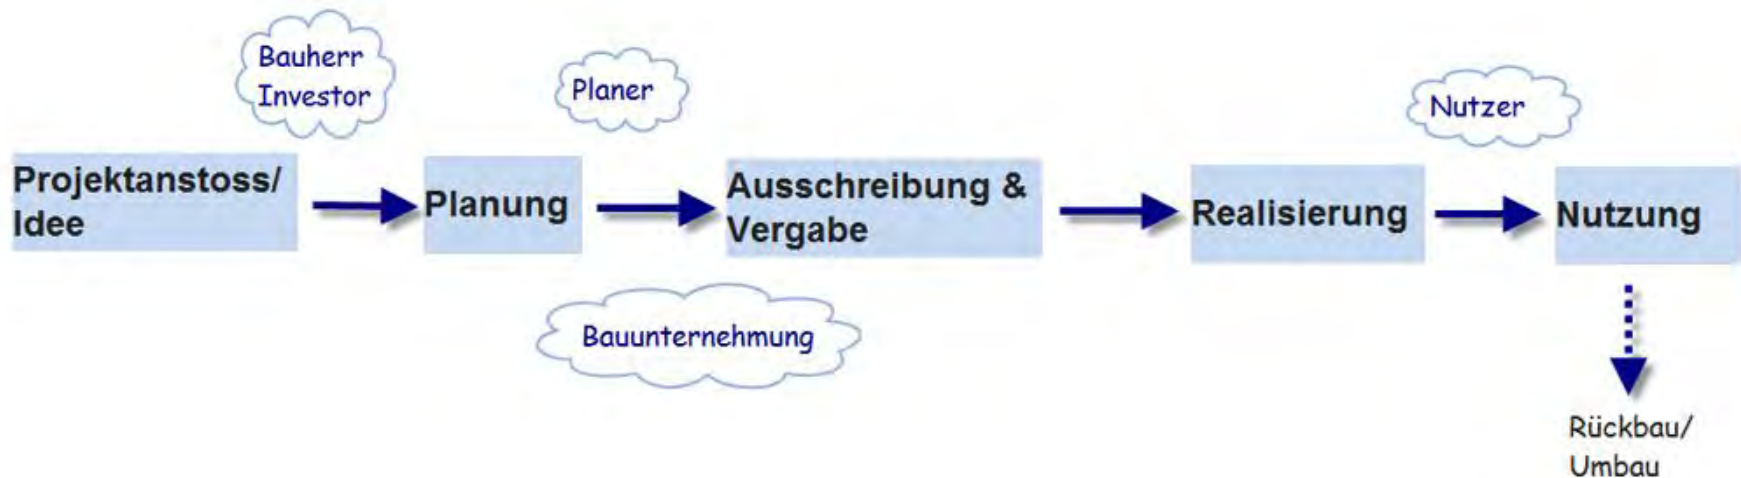 Bauherr
Investor
Planer
Nutzer
Projektanstoss/
Idee
Planung
Ausschreibung &
Vergabe
Realisierung
Nutzung
Bauunternehmung
Rückbau/
Umbau